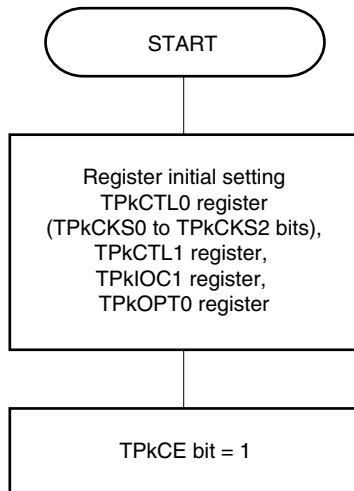 START
Register initial setting
TPkCTL0 register
(TPkCKS0 to TPkCKS2 bits),
TPkCTL1 register,
TPkIOC1 register,
TPkOPT0 register
TPkCE bit = 1